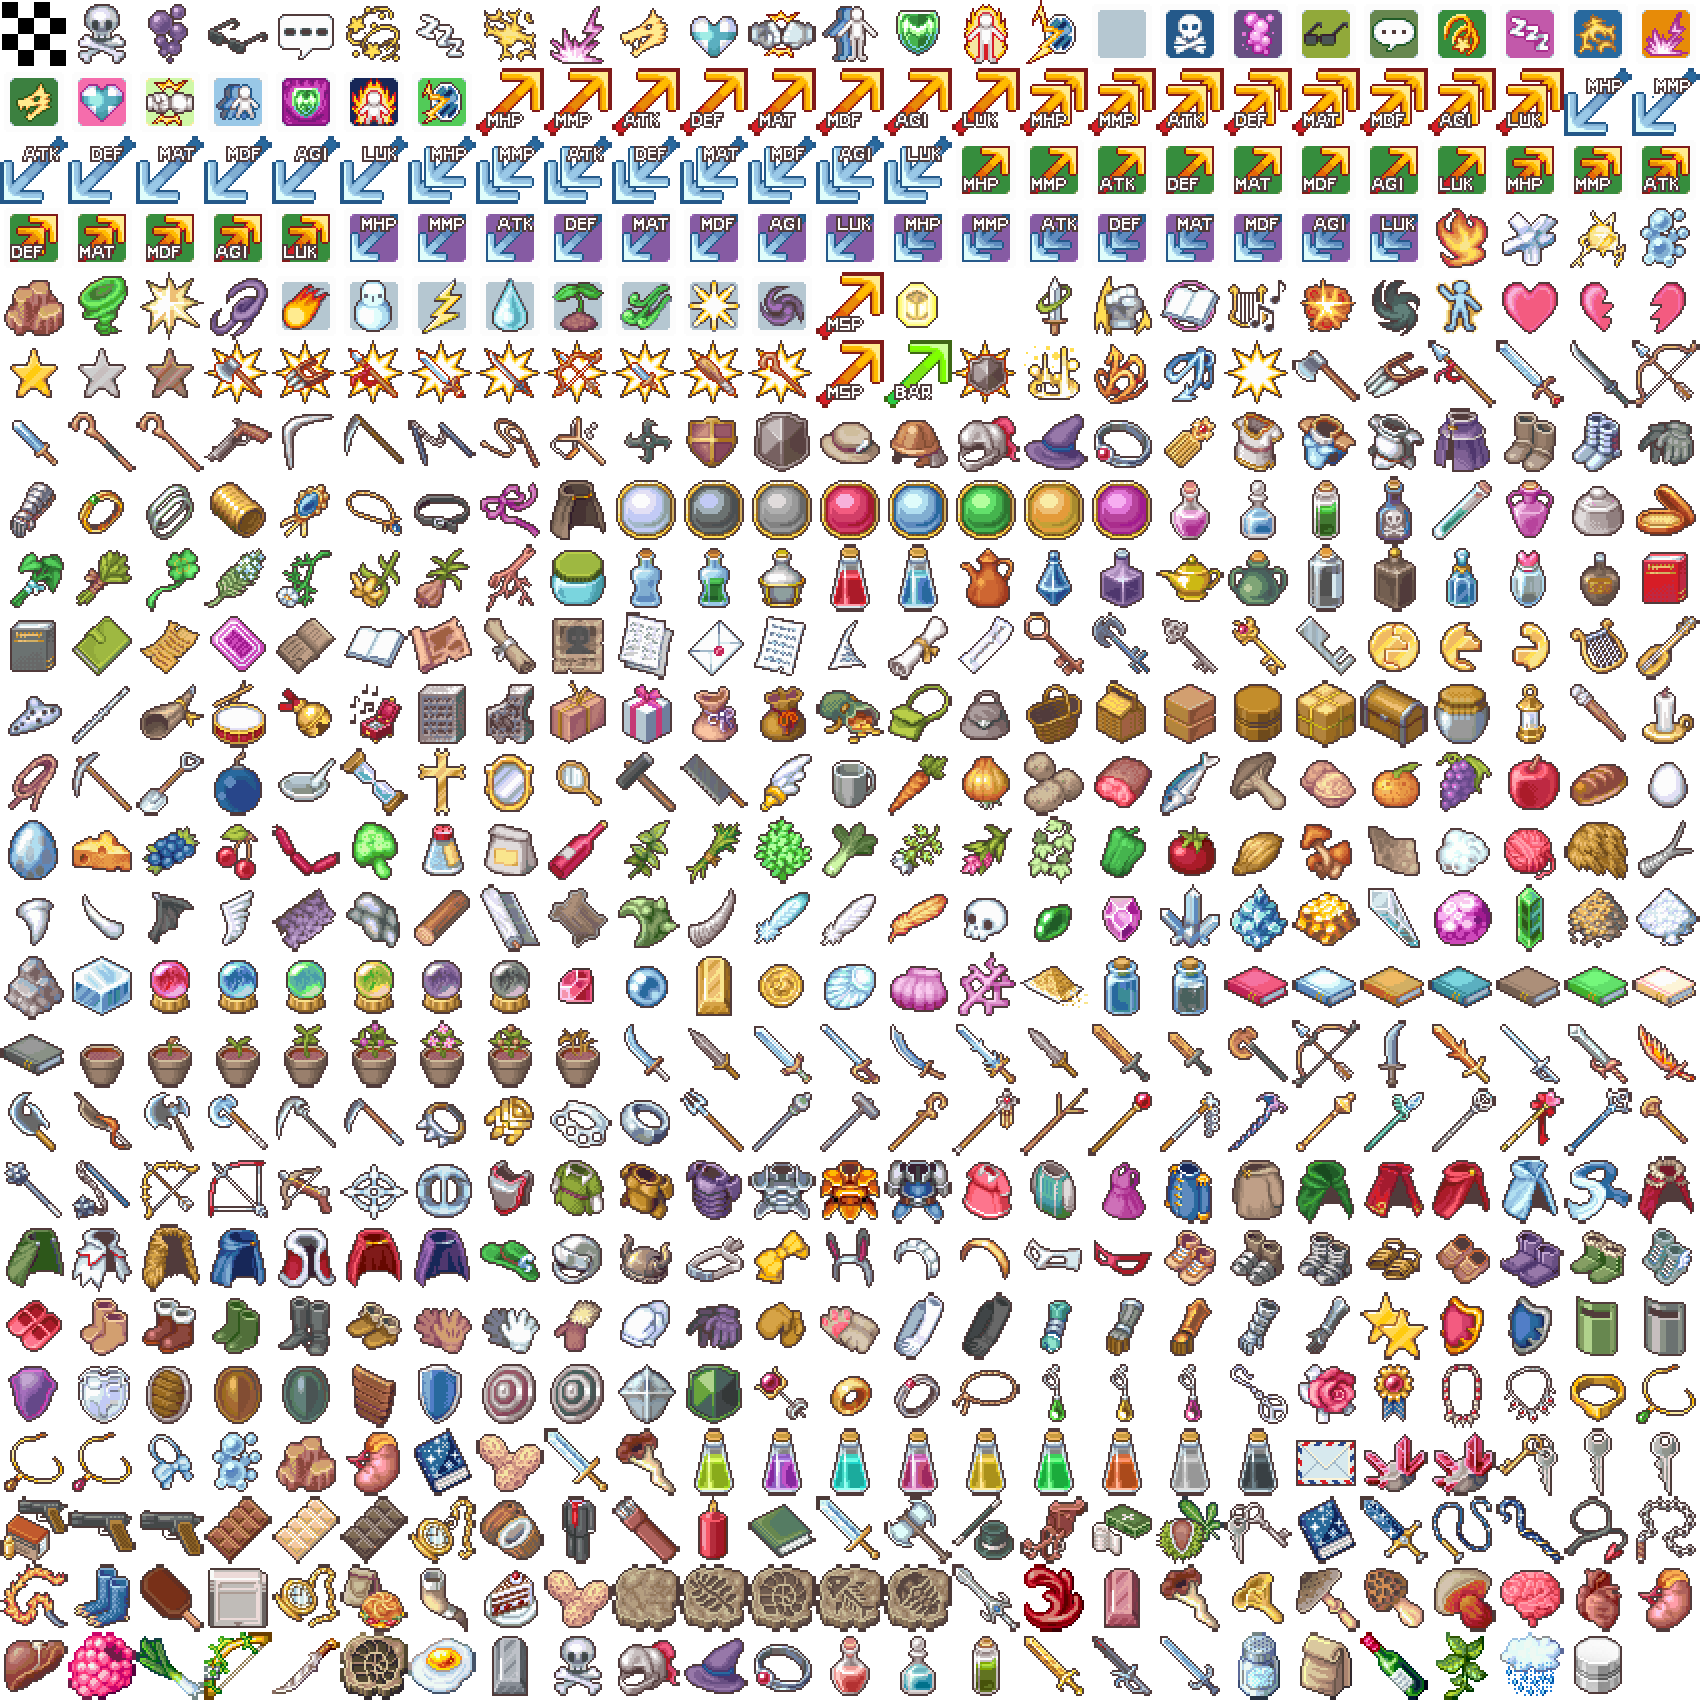 zzz zzz
MHP MMP ATK DEF MAT MDF AGI LUK MHP MMP ATK DEF MAT MDF AGI LUK MHP MMP
ATK DEF MAT MDF AGI LUK MHP MMP ATK DEF MAT MDF AGI LUK MHP MMP ATK DEF MAT MDF AGI LUK MHP MMP ATK
DEF MAT MDF AGI LUK MHP MMP ATK DEF MAT MDF AGI LUK MHP MMP ATK DEF MAT MDF AGI LUK
MSP
MSP BAR